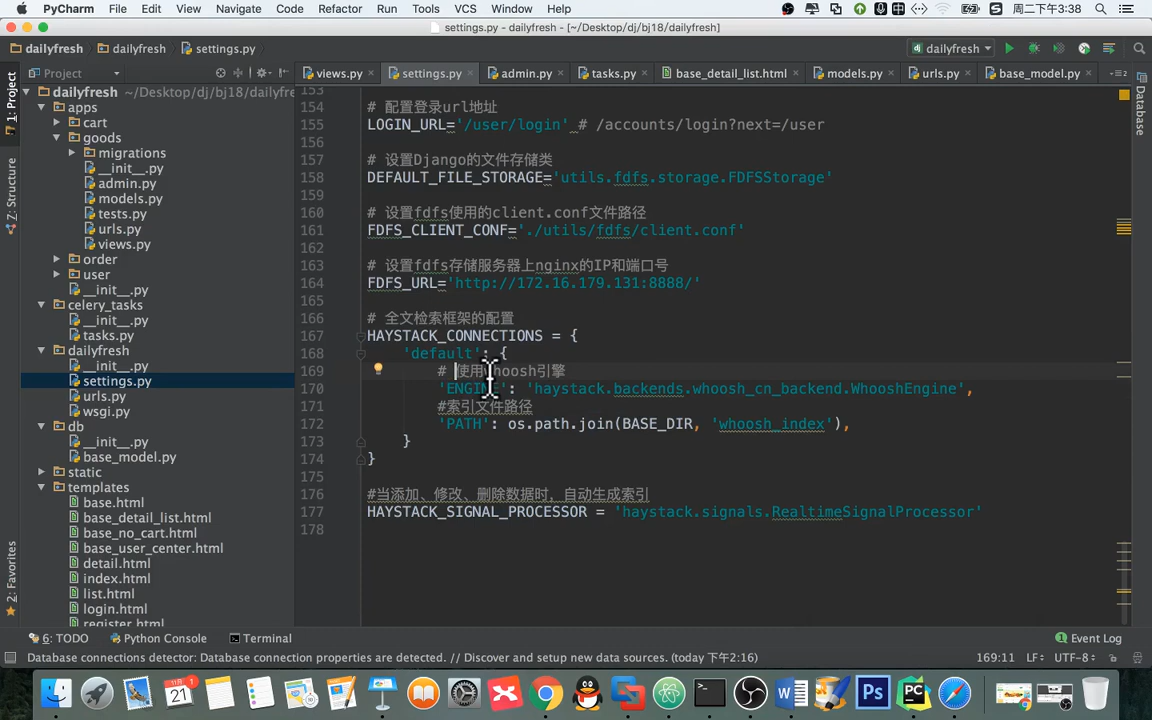 PyCharm File Edit View Navigate Code Refactor Run Tools VCS Window Help 周二下午3:38
settings.py - dailyfresh - [~/Desktop/dj/bj18/dailyfresh]
dailyfresh dailyfresh settings.py dailyfresh
Project views.py settings.py admin.py tasks.py base_detail_list.html models.py urls.py base_model.py
1: Project
Z: Structure
2: Favorites
Database
dailyfresh ~/Desktop/dj/bj18/dailyfre
apps
cart
goods
migrations
__init__.py
admin.py
models.py
tests.py
urls.py
views.py
order
user
__init__.py
celery_tasks
__init__.py
tasks.py
dailyfresh
__init__.py
settings.py
urls.py
wsgi.py
db
__init__.py
base_model.py
static
templates
base.html
base_detail_list.html
base_no_cart.html
base_user_center.html
detail.html
index.html
list.html
login.html
register.html
153
154 # 配置登录url地址
155 LOGIN_URL='/user/login' # /accounts/login?next=/user
156
157 # 设置Django的文件存储类
158 DEFAULT_FILE_STORAGE='utils.fdfs.storage.FDFSStorage'
159
160 # 设置fdfs使用的client.conf文件路径
161 FDFS_CLIENT_CONF='./utils/fdfs/client.conf'
162
163 # 设置fdfs存储服务器上nginx的IP和端口号
164 FDFS_URL='http://172.16.179.131:8888/'
165
166 # 全文检索框架的配置
167 HAYSTACK_CONNECTIONS = {
168 'default': {
169 # 使用whoosh引擎
170 'ENGINE': 'haystack.backends.whoosh_cn_backend.WhooshEngine',
171 #索引文件路径
172 'PATH': os.path.join(BASE_DIR, 'whoosh_index'),
173 }
174 }
175
176 #当添加、修改、删除数据时，自动生成索引
177 HAYSTACK_SIGNAL_PROCESSOR = 'haystack.signals.RealtimeSignalProcessor'
178
6: TODO Python Console Terminal 1 Event Log
Database connections detector: Database connection properties are detected. // Discover and setup new data sources. (today 下午2:16) 169:11 LF UTF-8